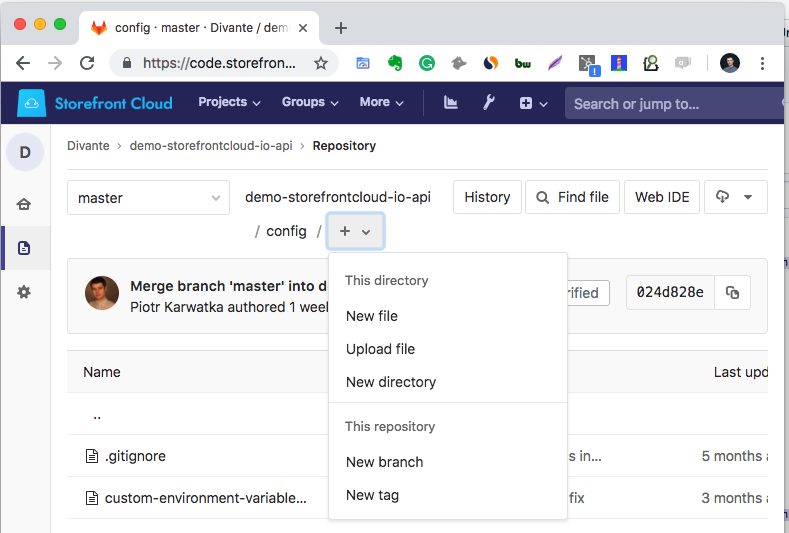 config · master · Divante / dem
https://code.storefron...
bw
1
Storefront Cloud Projects Groups More Search or jump to...
D
Divante > demo-storefrontcloud-io-api > Repository
master demo-storefrontcloud-io-api History Find file Web IDE
/ config / +
This directory
Merge branch 'master' into d
rified 024d828e
Piotr Karwatka authored 1 week
New file
Upload file
Name Last upd
New directory
..
This repository
.gitignore s in... 5 months a
New branch
custom-environment-variable... fix 3 months a
New tag